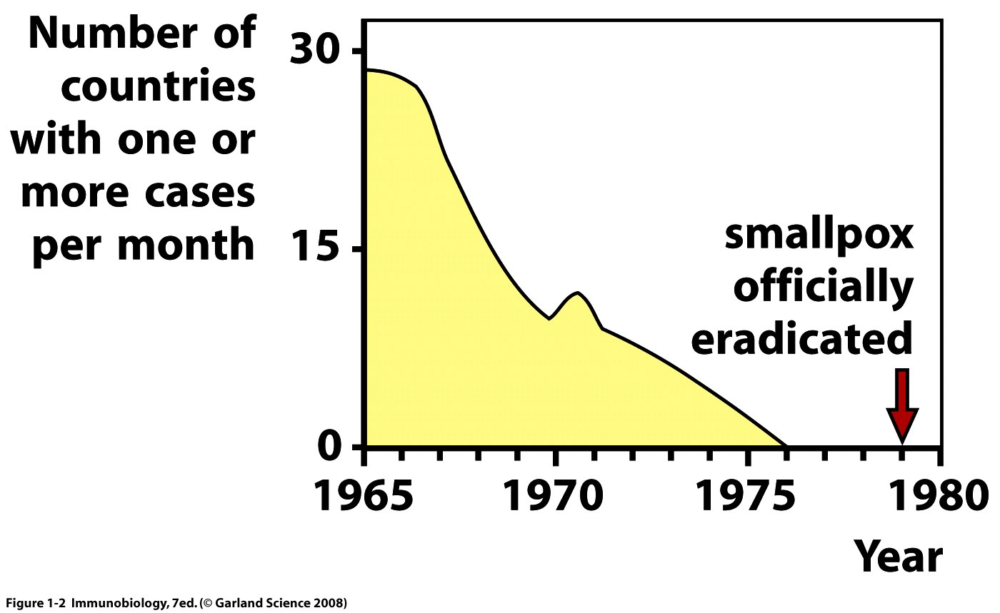 Number of
countries
with one or
more cases
per month
30
15
0
smallpox
officially
eradicated
1965
1970
1975
1980
Year
Figure 1-2 Immunobiology, 7ed. (© Garland Science 2008)